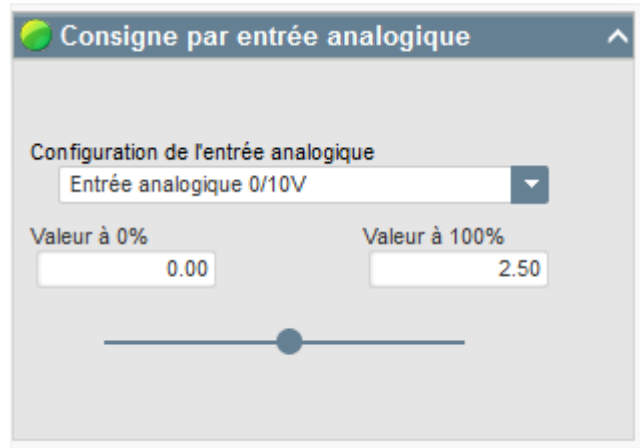 Consigne par entrée analogique
Configuration de l'entrée analogique
Entrée analogique 0/10V
Valeur à 0% Valeur à 100%
0.00 2.50